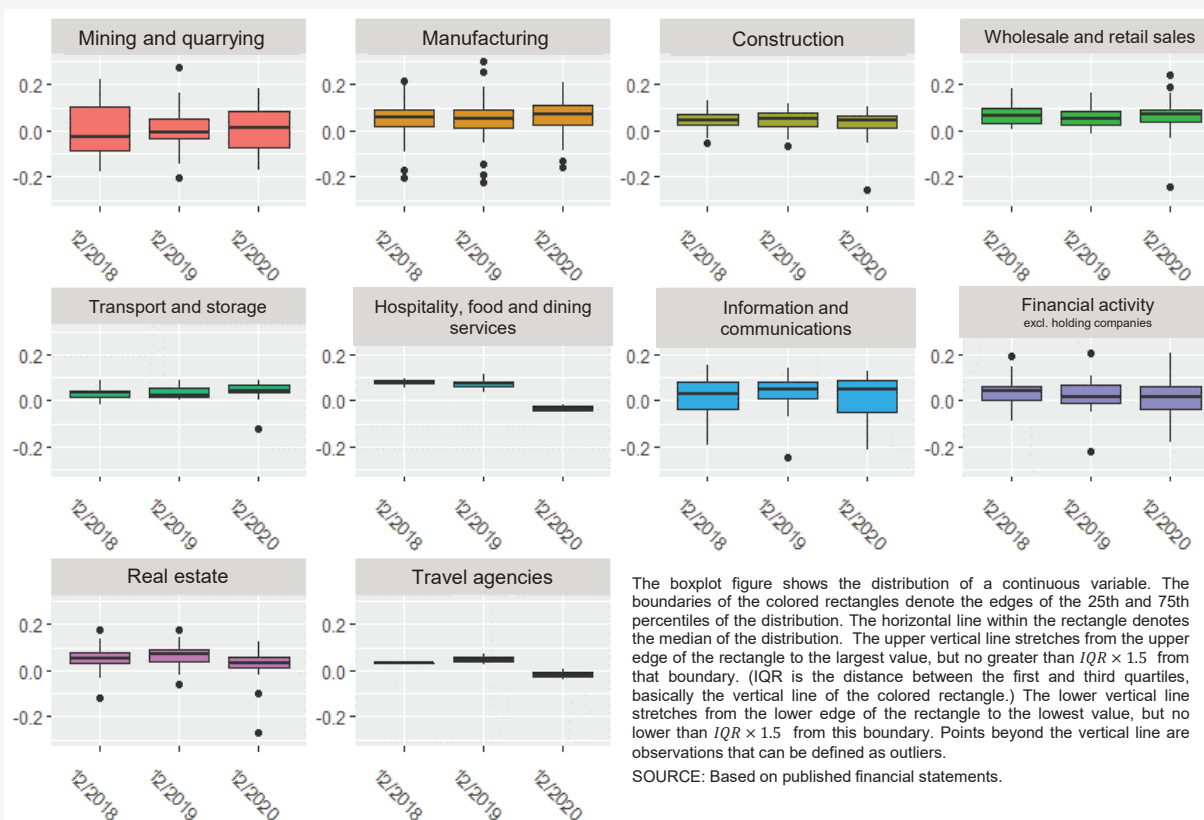 Mining and quarrying
Manufacturing
Construction
Wholesale and retail sales
0.2
0.0
-0.2
0.2
0.0
-0.2
0.2
0.0
-0.2
0.2
0.0
-0.2
12/2018
12/2019
12/2020
12/2018
12/2019
12/2020
12/2018
12/2019
12/2020
12/2018
12/2019
12/2020
Transport and storage
Hospitality, food and dining
services
Information and
communications
Financial activity
excl. holding companies
0.2
0.0
-0.2
0.2
0.0
-0.2
0.2
0.0
-0.2
0.2
0.0
-0.2
12/2018
12/2019
12/2020
12/2018
12/2019
12/2020
12/2018
12/2019
12/2020
12/2018
12/2019
12/2020
Real estate
Travel agencies
0.2
0.0
-0.2
0.2
0.0
-0.2
12/2018
12/2019
12/2020
12/2018
12/2019
12/2020
The boxplot figure shows the distribution of a continuous variable. The
boundaries of the colored rectangles denote the edges of the 25th and 75th
percentiles of the distribution. The horizontal line within the rectangle denotes
the median of the distribution. The upper vertical line stretches from the upper
edge of the rectangle to the largest value, but no greater than IQR × 1.5 from
that boundary. (IQR is the distance between the first and third quartiles,
basically the vertical line of the colored rectangle.) The lower vertical line
stretches from the lower edge of the rectangle to the lowest value, but no
lower than IQR × 1.5 from this boundary. Points beyond the vertical line are
observations that can be defined as outliers.
SOURCE: Based on published financial statements.